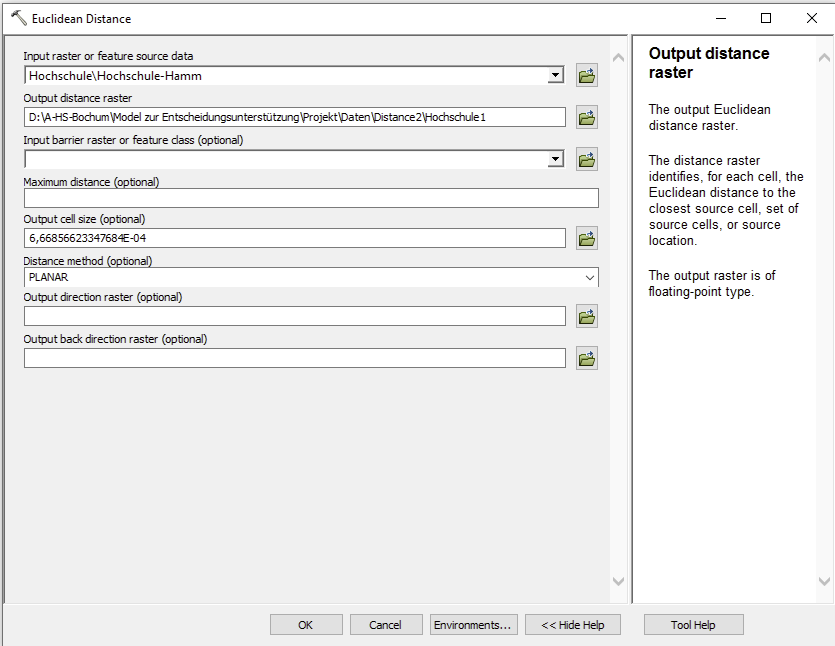 Euclidean Distance
Input raster or feature source data
Hochschule\Hochschule-Hamm
Output distance raster
D:\A-HS-Bochum\Model zur Entscheidungsunterstützung\Projekt\Daten\Distance2\Hochschule1
Input barrier raster or feature class (optional)
Maximum distance (optional)
Output cell size (optional)
6,66856623347684E-04
Distance method (optional)
PLANAR
Output direction raster (optional)
Output back direction raster (optional)
OK
Cancel
Environments...
<< Hide Help
Output distance
raster
The output Euclidean
distance raster.
The distance raster
identifies, for each cell, the
Euclidean distance to the
closest source cell, set of
source cells, or source
location.
The output raster is of
floating-point type.
Tool Help